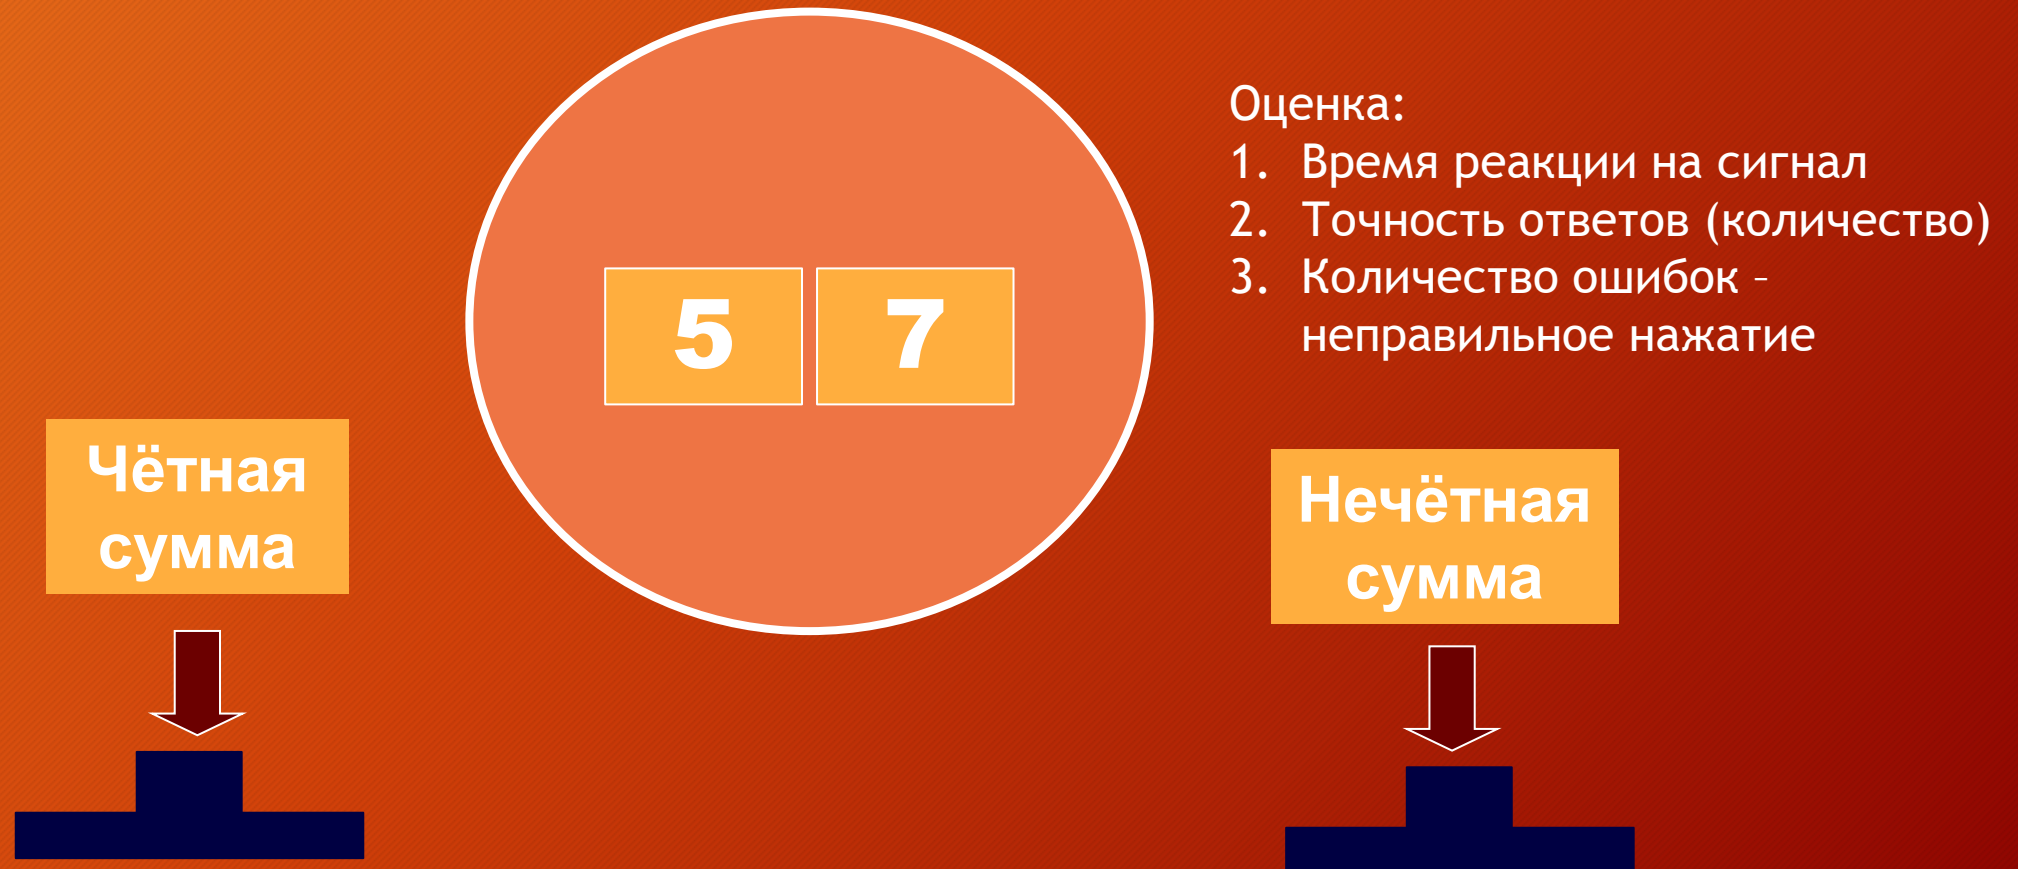 Оценка:
1. Время реакции на сигнал
2. Точность ответов (количество)
3. Количество ошибок –
неправильное нажатие
5 7
Чётная
сумма
Нечётная
сумма